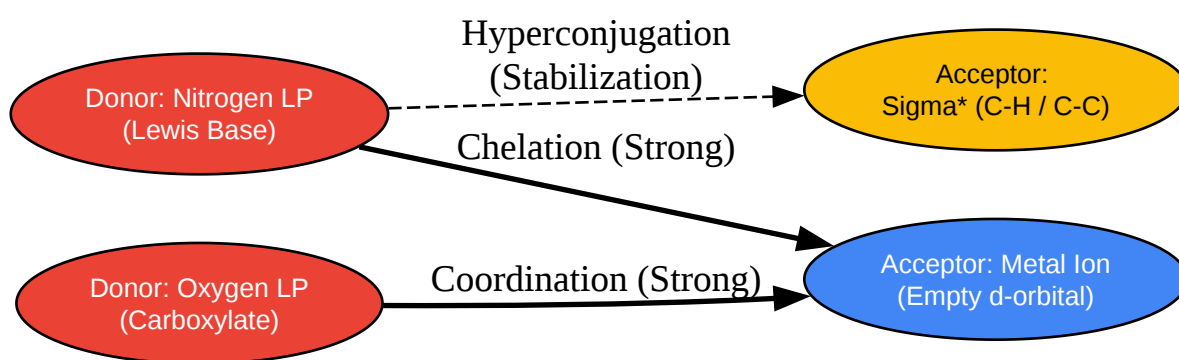 Hyperconjugation
(Stabilization)
Donor: Nitrogen LP
(Lewis Base)
Acceptor:
Sigma* (C-H / C-C)
Chelation (Strong)
Donor: Oxygen LP
(Carboxylate)
Coordination (Strong)
Acceptor: Metal Ion
(Empty d-orbital)